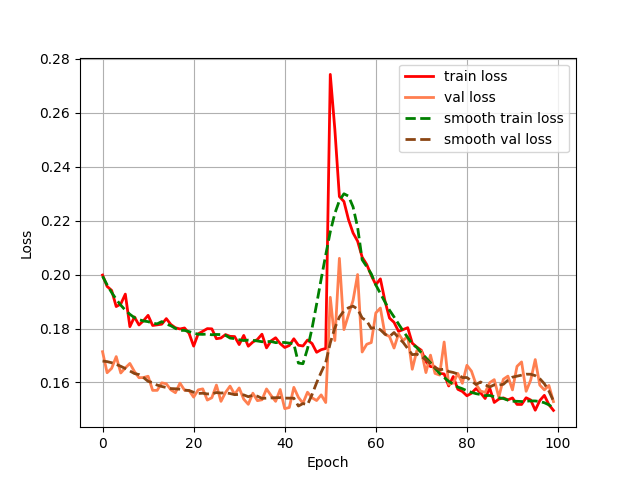 0.28
0.26
0.24
0.22
0.20
0.18
0.16
Loss
0 20 40 60 80 100
Epoch
train loss
val loss
smooth train loss
smooth val loss